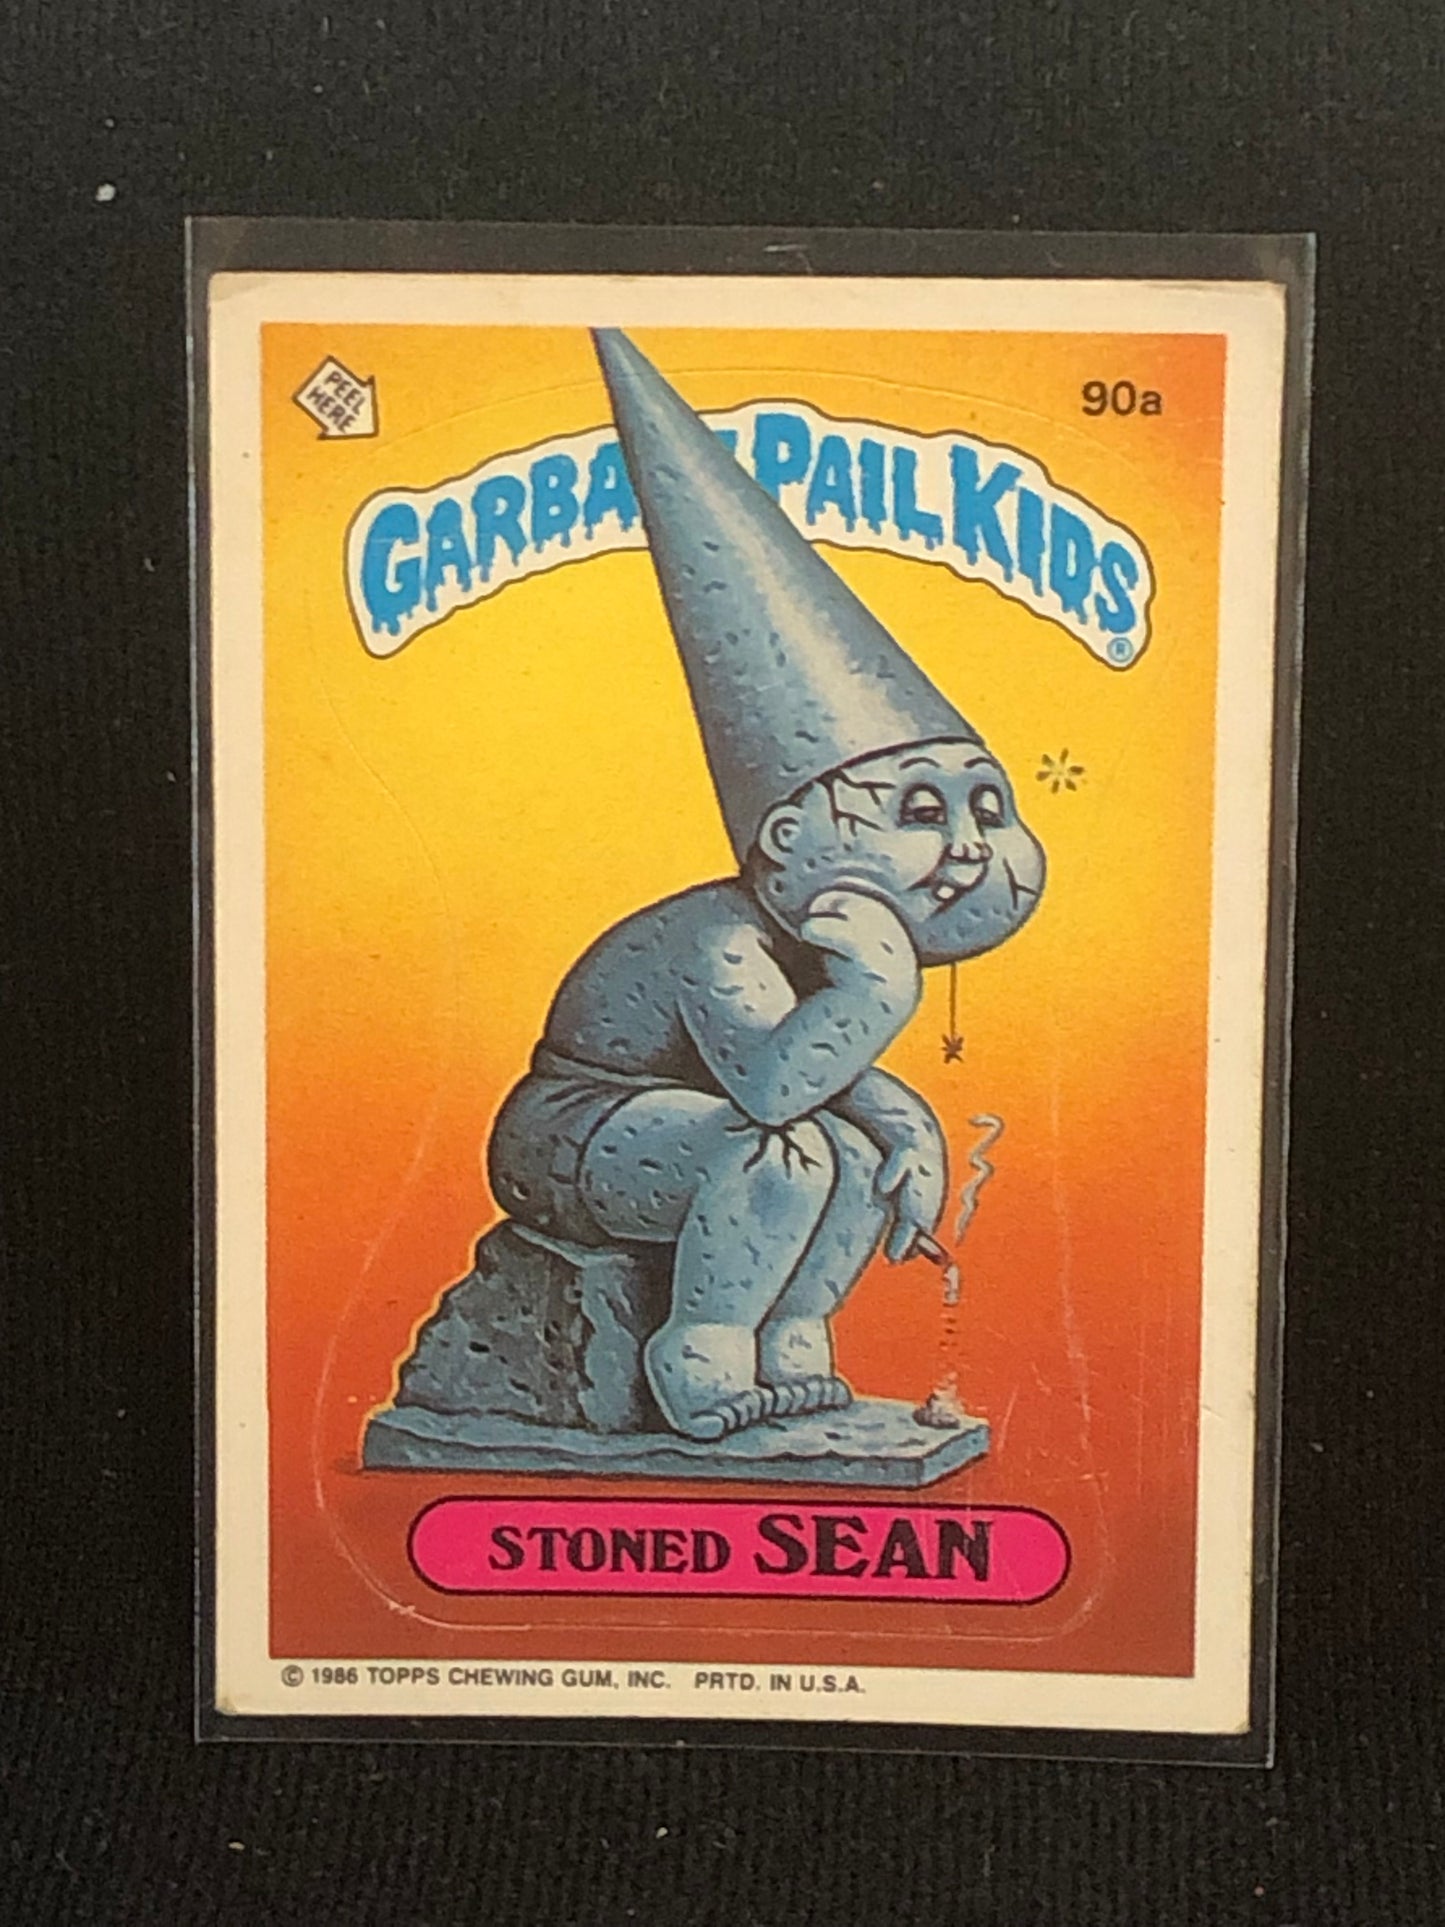 PEEL
HERE
90a
GARBA PAIL KIDS
®
STONED SEAN
© 1986 TOPPS CHEWING GUM, INC. PRTD. IN U.S.A.